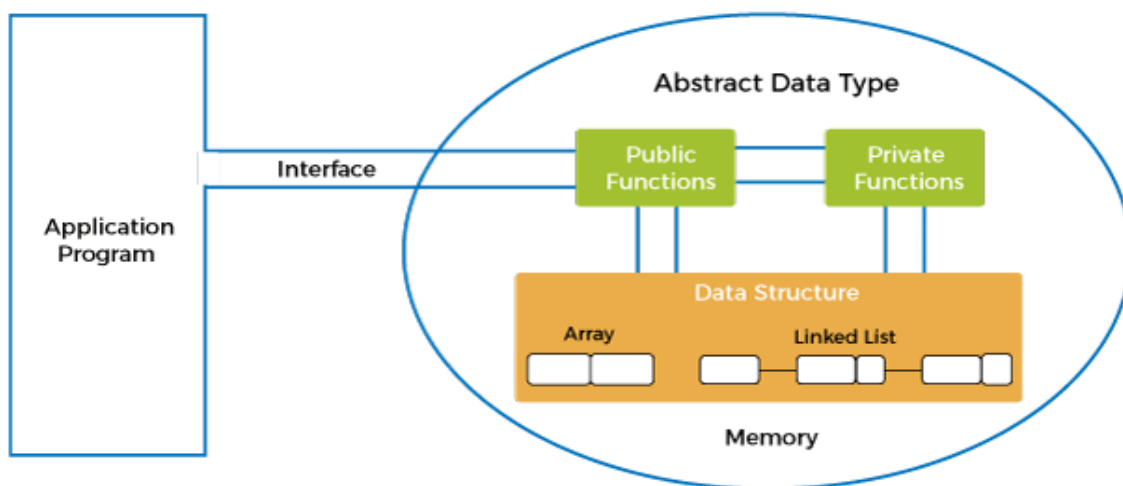 Abstract Data Type
Interface
Public
Functions
Private
Functions
Application
Program
Data Structure
Array
Linked List
Memory